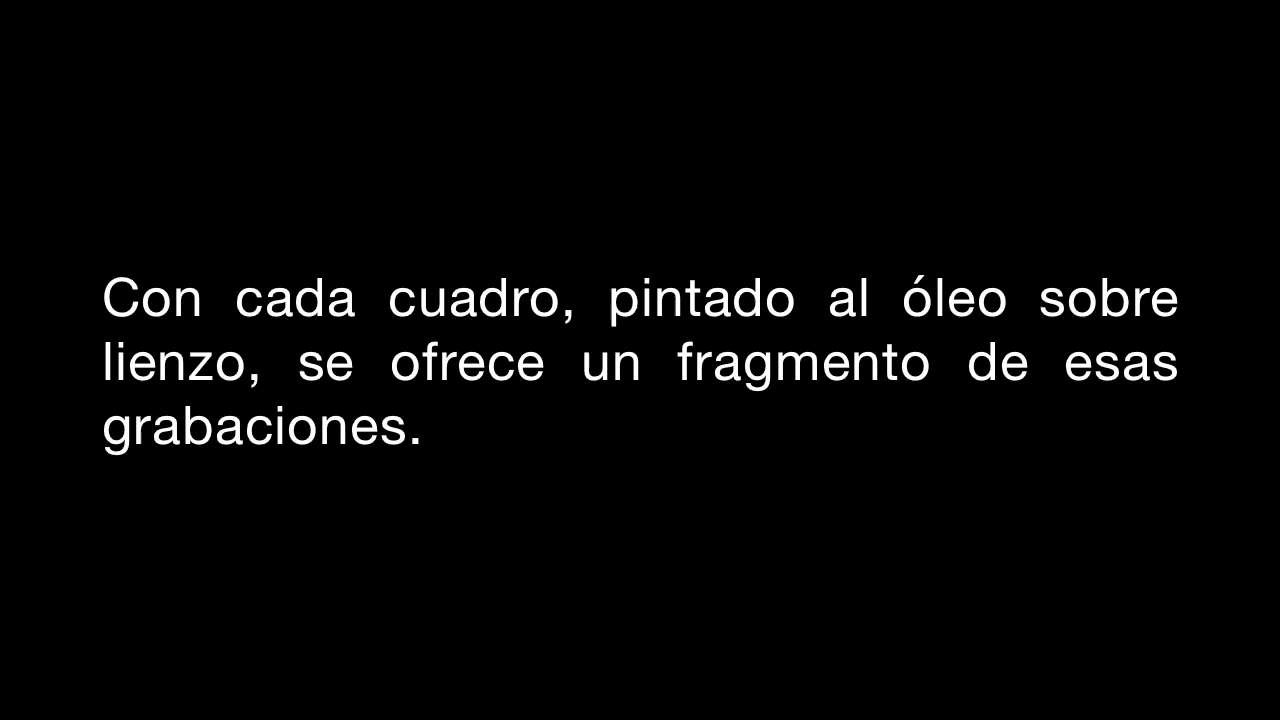 Con cada cuadro, pintado al óleo sobre
lienzo, se ofrece un fragmento de esas
grabaciones.